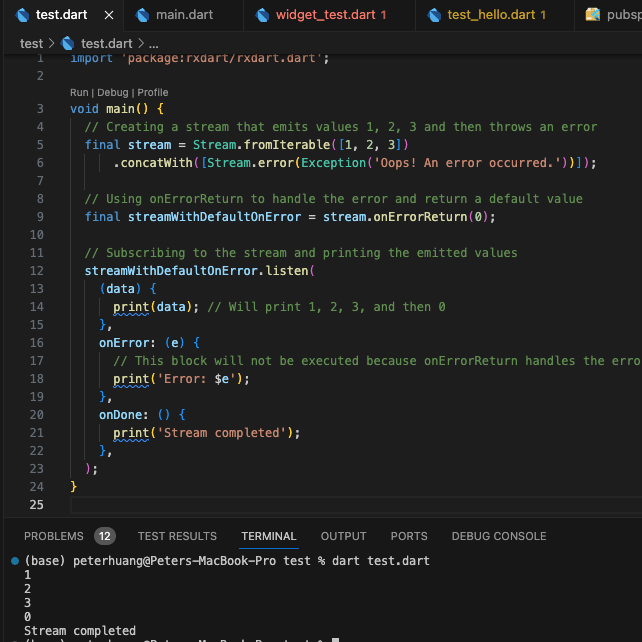 test.dart
main.dart
widget_test.dart 1
test_hello.dart 1
pubsp
test > test.dart > ...
1 import 'package:rxdart/rxdart.dart';
2
Run | Debug | Profile
3 void main() {
4 // Creating a stream that emits values 1, 2, 3 and then throws an error
5 final stream = Stream.fromIterable([1, 2, 3])
6 .concatWith([Stream.error(Exception('Oops! An error occurred.'))]);
7
8 // Using onErrorReturn to handle the error and return a default value
9 final streamWithDefaultOnError = stream.onErrorReturn(0);
10
11 // Subscribing to the stream and printing the emitted values
12 streamWithDefaultOnError.listen(
13 (data) {
14 print(data); // Will print 1, 2, 3, and then 0
15 },
16 onError: (e) {
17 // This block will not be executed because onErrorReturn handles the erro
18 print('Error: $e');
19 },
20 onDone: () {
21 print('Stream completed');
22 },
23 );
24 }
25
PROBLEMS 12 TEST RESULTS TERMINAL OUTPUT PORTS DEBUG CONSOLE
(base) peterhuang@Peters-MacBook-Pro test % dart test.dart
1
2
3
0
Stream completed